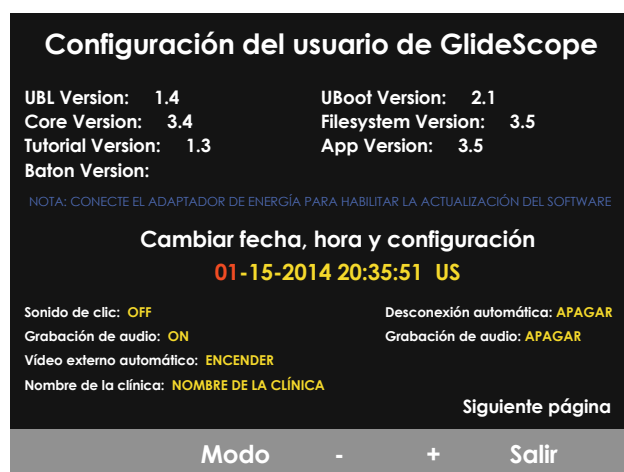 Configuración del usuario de GlideScope
UBL Version: 1.4 UBoot Version: 2.1
Core Version: 3.4 Filesystem Version: 3.5
Tutorial Version: 1.3 App Version: 3.5
Baton Version:
NOTA: CONECTE EL ADAPTADOR DE ENERGÍA PARA HABILITAR LA ACTUALIZACIÓN DEL SOFTWARE
Cambiar fecha, hora y configuración
01-15-2014 20:35:51 US
Sonido de clic: OFF Desconexión automática: APAGAR
Grabación de audio: ON Grabación de audio: APAGAR
Vídeo externo automático: ENCENDER
Nombre de la clínica: NOMBRE DE LA CLÍNICA
Siguiente página
Modo - + Salir